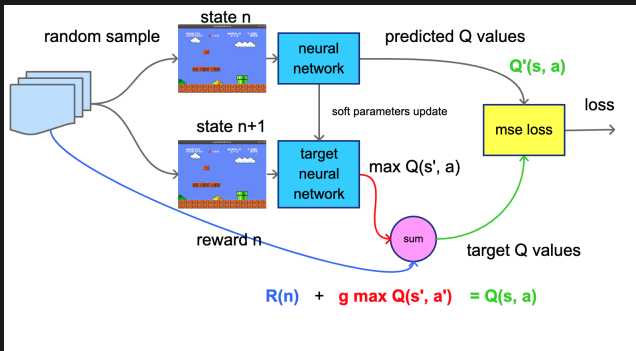 state n
random sample
neural
network
predicted Q values
Q'(s, a)
soft parameters update
loss
mse loss
state n+1
target
neural
network
max Q(s', a)
reward n
sum
target Q values
R(n) + g max Q(s', a') = Q(s, a)